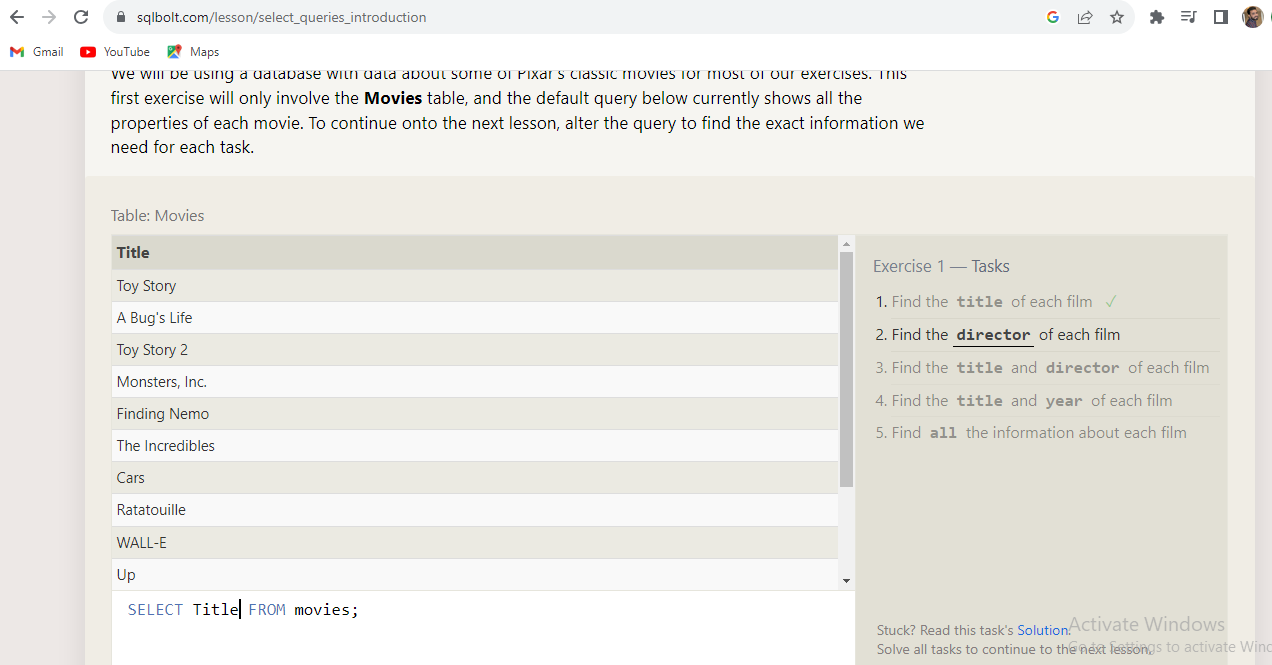 sqlbolt.com/lesson/select_queries_introduction
Gmail YouTube Maps
We will be using a database with data about some of Pixar's classic movies for most of our exercises. This
first exercise will only involve the Movies table, and the default query below currently shows all the
properties of each movie. To continue onto the next lesson, alter the query to find the exact information we
need for each task.
Table: Movies
Title
Toy Story
A Bug's Life
Toy Story 2
Monsters, Inc.
Finding Nemo
The Incredibles
Cars
Ratatouille
WALL-E
Up
SELECT Title FROM movies;
Exercise 1 — Tasks
1. Find the title of each film ✓
2. Find the director of each film
3. Find the title and director of each film
4. Find the title and year of each film
5. Find all the information about each film
Stuck? Read this task's Solution.
Solve all tasks to continue to the next lesson.
Activate Windows
Go to Settings to activate Wind